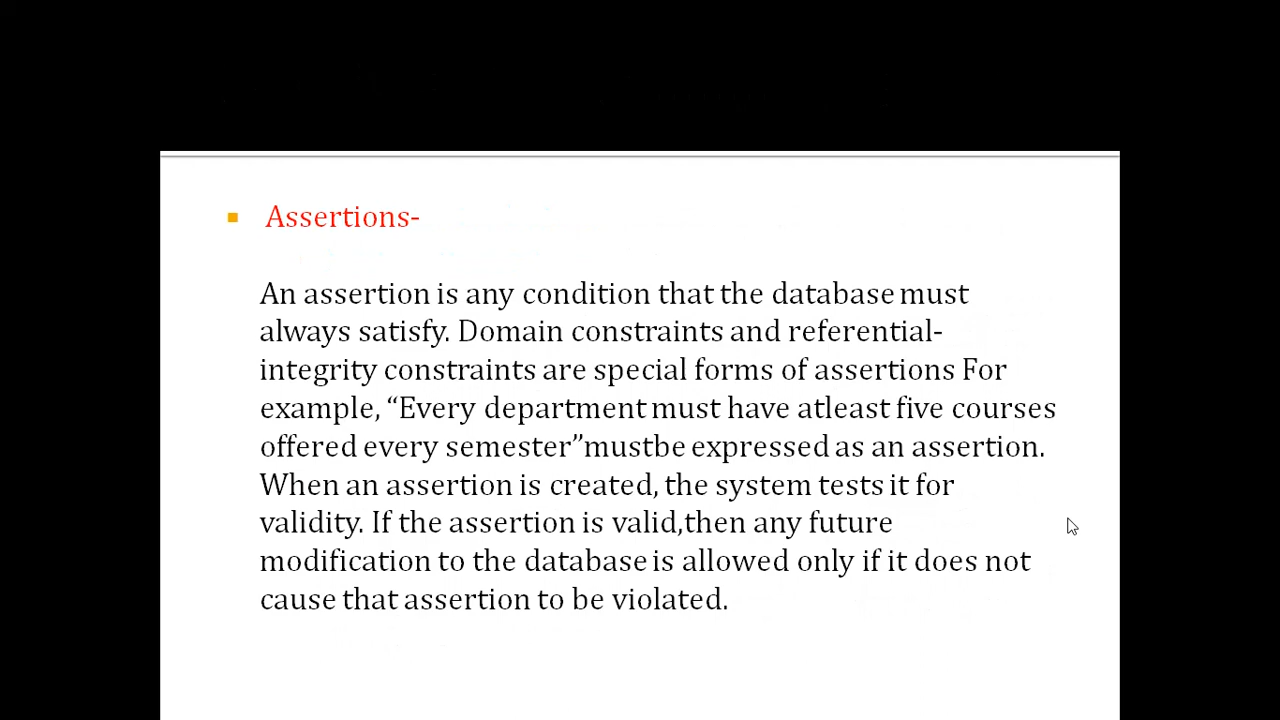 Assertions-
An assertion is any condition that the database must
always satisfy. Domain constraints and referential-
integrity constraints are special forms of assertions For
example, “Every department must have atleast five courses
offered every semester”mustbe expressed as an assertion.
When an assertion is created, the system tests it for
validity. If the assertion is valid,then any future
modification to the database is allowed only if it does not
cause that assertion to be violated.